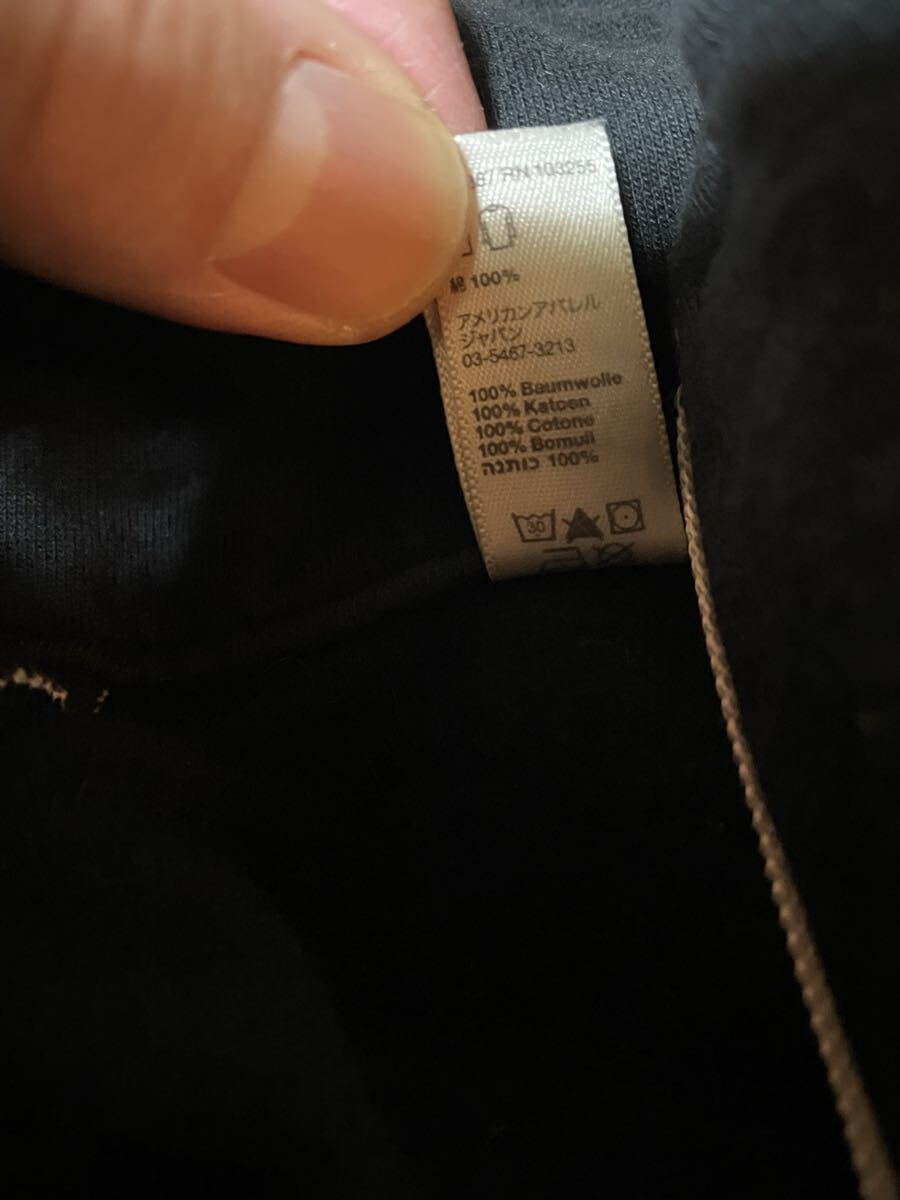 RN 103255
綿 100%
アメリカンアパレル
ジャパン
03-5467-3213
100% Baumwolle
100% Katoen
100% Cotone
100% Bomull
100% כותנה
30